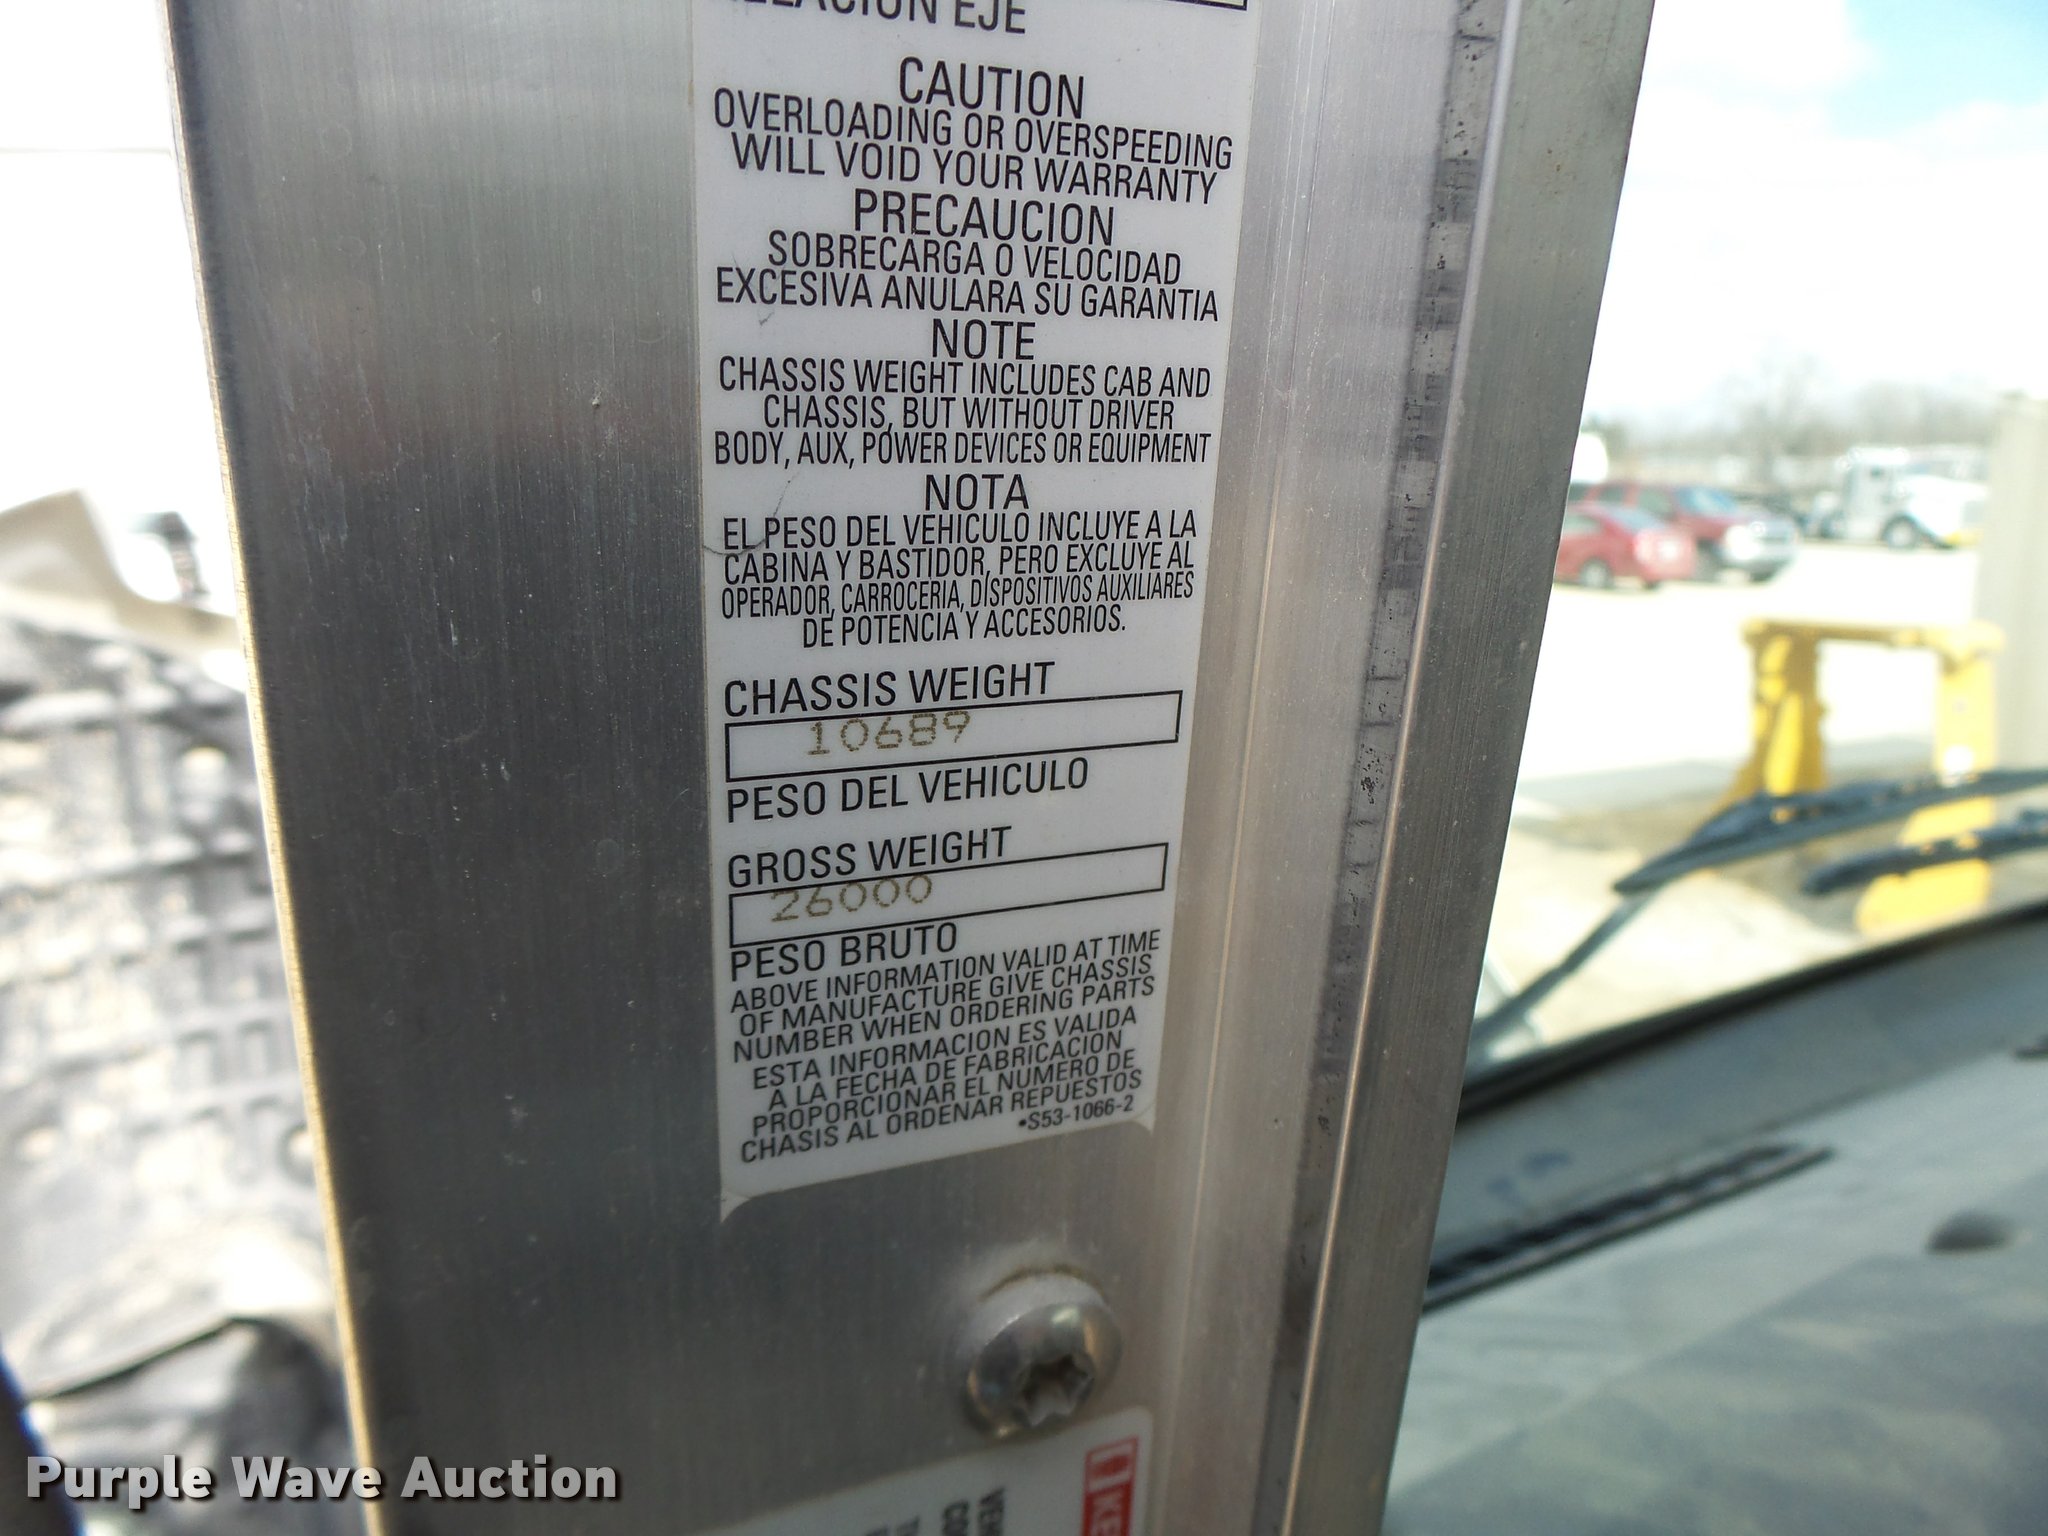 RELACION EJE
CAUTION
OVERLOADING OR OVERSPEEDING
WILL VOID YOUR WARRANTY
PRECAUCION
SOBRECARGA O VELOCIDAD
EXCESIVA ANULARA SU GARANTIA
NOTE
CHASSIS WEIGHT INCLUDES CAB AND
CHASSIS, BUT WITHOUT DRIVER
BODY, AUX, POWER DEVICES OR EQUIPMENT
NOTA
EL PESO DEL VEHICULO INCLUYE A LA
CABINA Y BASTIDOR, PERO EXCLUYE AL
OPERADOR, CARROCERIA, DISPOSITIVOS AUXILIARES
DE POTENCIA Y ACCESORIOS.
CHASSIS WEIGHT
10689
PESO DEL VEHICULO
GROSS WEIGHT
26000
PESO BRUTO
ABOVE INFORMATION VALID AT TIME
OF MANUFACTURE GIVE CHASSIS
NUMBER WHEN ORDERING PARTS
ESTA INFORMACION ES VALIDA
A LA FECHA DE FABRICACION
PROPORCIONAR EL NUMERO DE
CHASIS AL ORDENAR REPUESTOS
•S53-1066-2
Purple Wave Auction